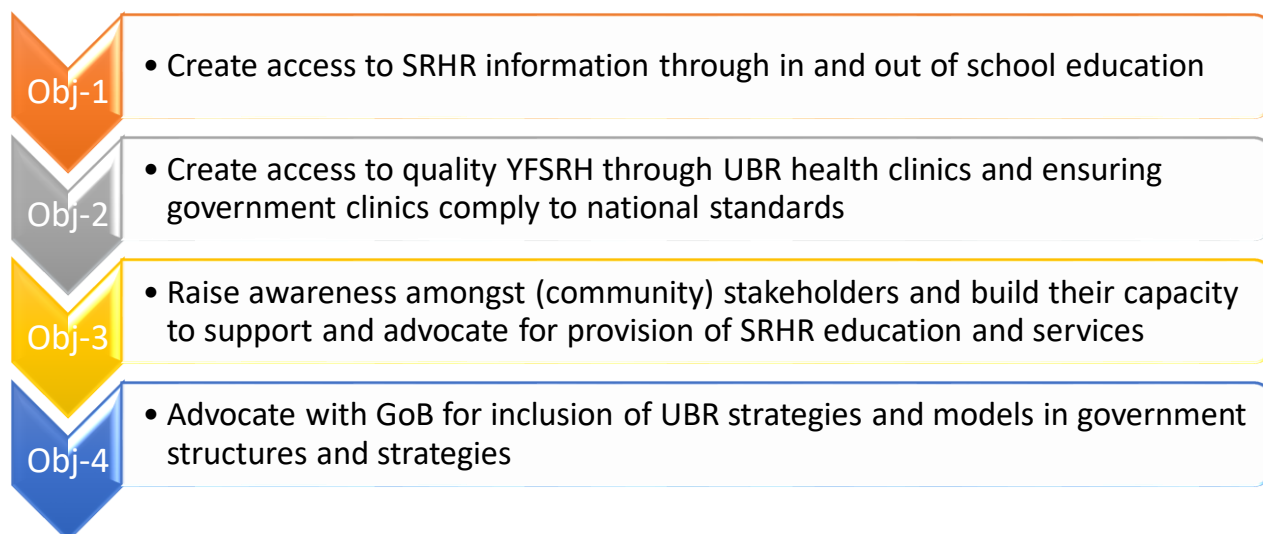 Obj-1
• Create access to SRHR information through in and out of school education
Obj-2
• Create access to quality YFSRH through UBR health clinics and ensuring
government clinics comply to national standards
Obj-3
• Raise awareness amongst (community) stakeholders and build their capacity
to support and advocate for provision of SRHR education and services
Obj-4
• Advocate with GoB for inclusion of UBR strategies and models in government
structures and strategies